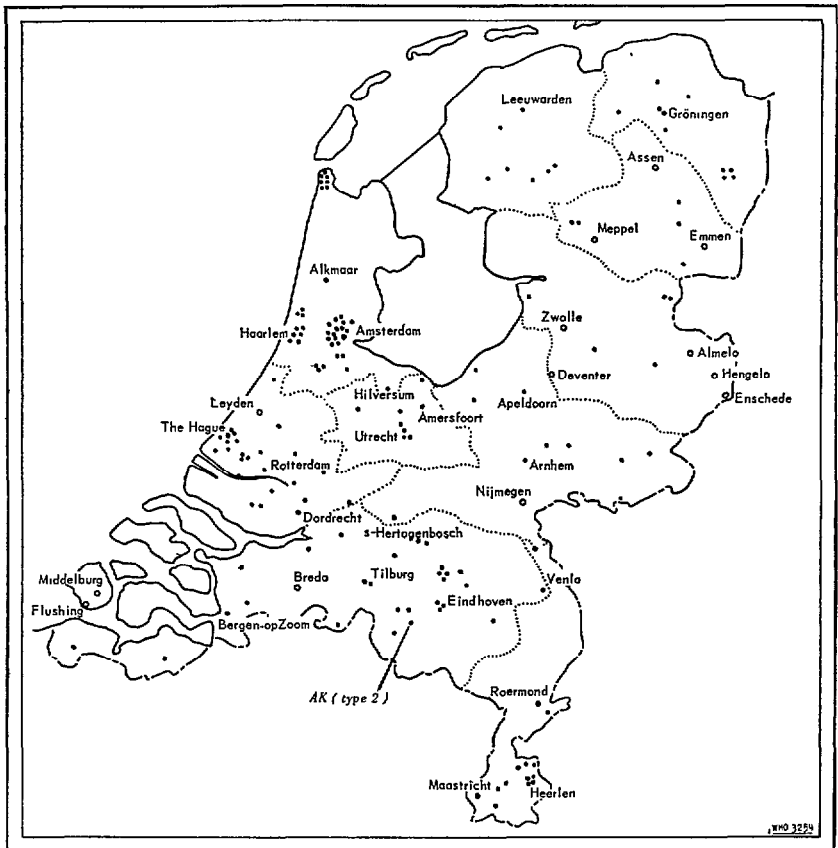 Leeuwarden
Gröningen
Assen
Meppel
Emmen
Alkmaar
Zwolle
Haarlem
Amsterdam
Almelo
Hengelo
Deventer
Enschede
Hilversum
Leyden
Amersfoort
Apeldoorn
The Hague
Utrecht
Rotterdam
Arnhem
Nijmegen
Dordrecht
s-Hertogenbosch
Middelburg
Breda
Tilburg
Venlo
Flushing
Eindhoven
Bergen-opZoom
AK ( type 2 )
Roermond
Maastricht
Heerlen
WHO 3254